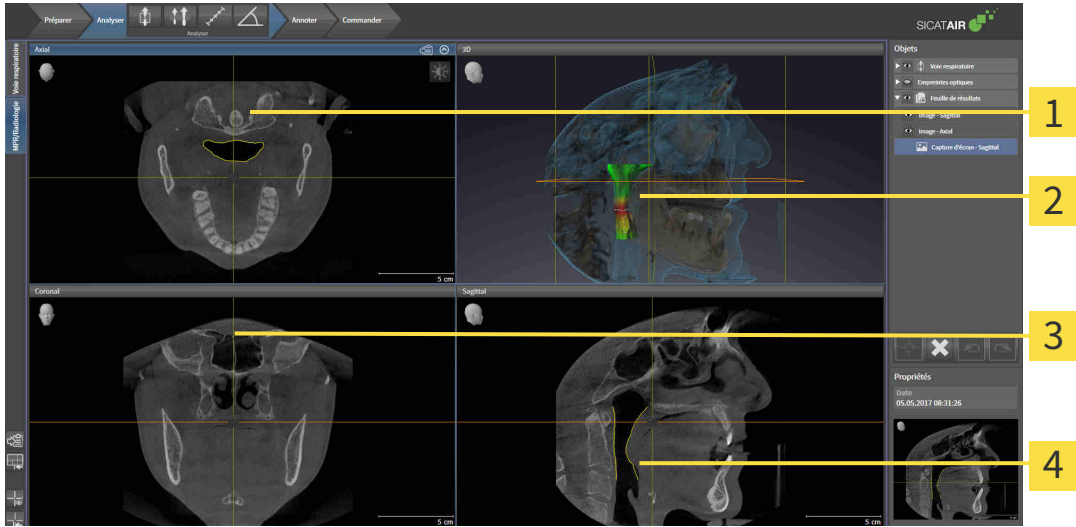 Préparer
Analyser
Analyser
Annoter
Commander
SICATAIR
Voie respiratoire
MPR/Radiologie
Axial
5 cm
3D
Coronal
5 cm
Sagittal
5 cm
Objets
Voie respiratoire
Empreintes optiques
Feuille de résultats
Image - Sagittal
Image - Axial
Capture d'écran - Sagittal
Propriétés
Date
05.05.2017 08:31:26
1
2
3
4